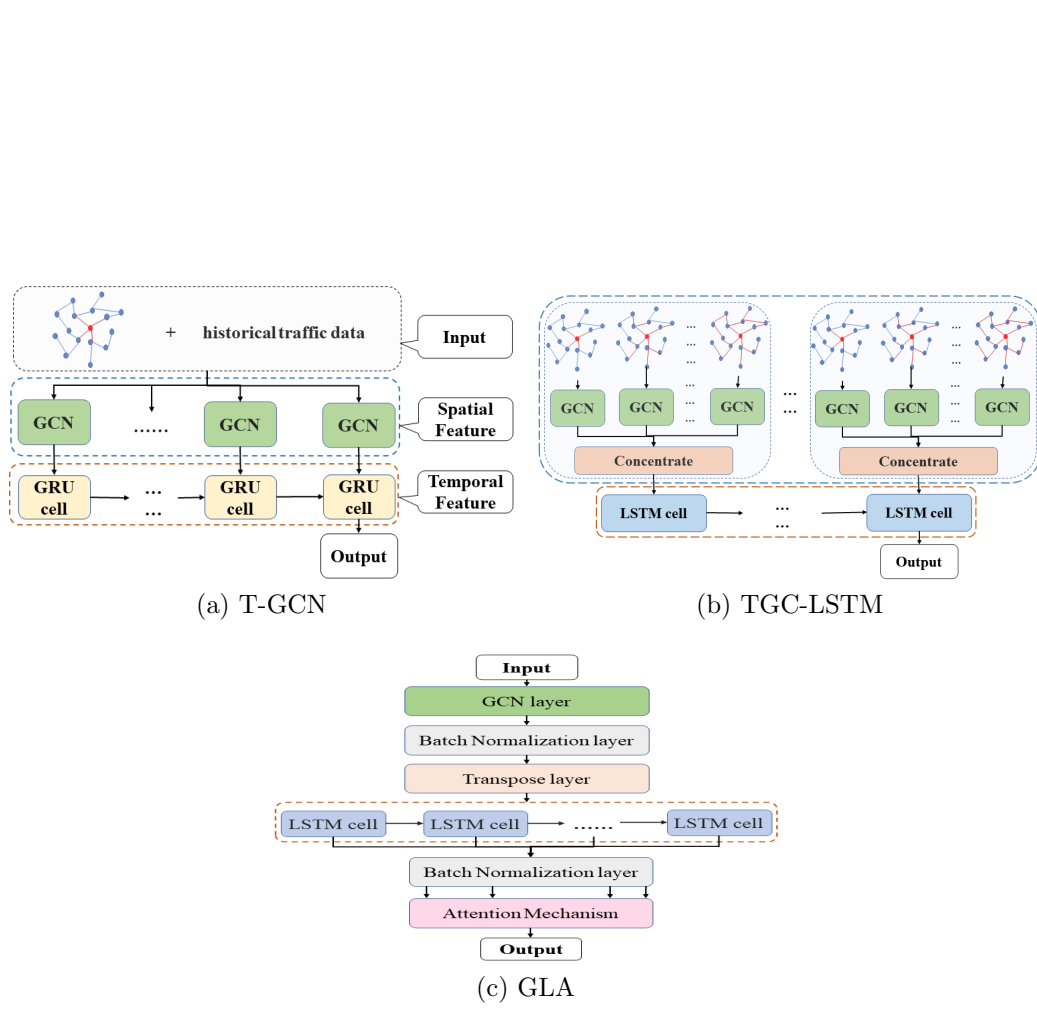 + historical traffic data
Input
GCN
......
GCN
GCN
Spatial
Feature
GRU
cell
...
...
GRU
cell
GRU
cell
Temporal
Feature
Output
(a) T-GCN
...
...
...
...
GCN
GCN
...
...
GCN
Concentrate
...
...
...
...
...
...
GCN
GCN
...
...
GCN
Concentrate
LSTM cell
...
...
LSTM cell
Output
(b) TGC-LSTM
Input
GCN layer
Batch Normalization layer
Transpose layer
LSTM cell
LSTM cell
......
LSTM cell
Batch Normalization layer
Attention Mechanism
Output
(c) GLA